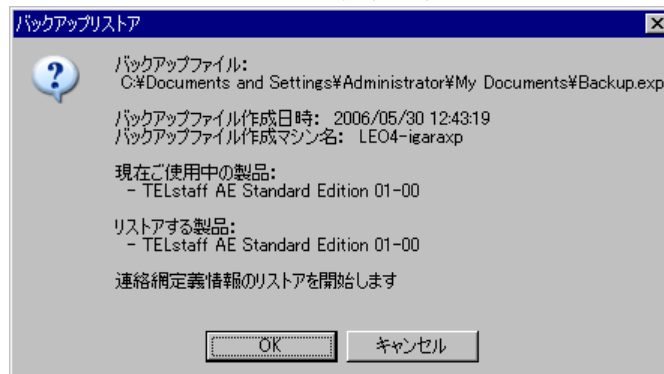 バックアップリストア
バックアップファイル:
C:¥Documents and Settings¥Administrator¥My Documents¥Backup.exp
バックアップファイル作成日時: 2006/05/30 12:43:19
バックアップファイル作成マシン名: LEO4-igaraxp
現在ご使用中の製品:
- TELstaff AE Standard Edition 01-00
リストアする製品:
- TELstaff AE Standard Edition 01-00
連絡網定義情報のリストアを開始します
OK
キャンセル